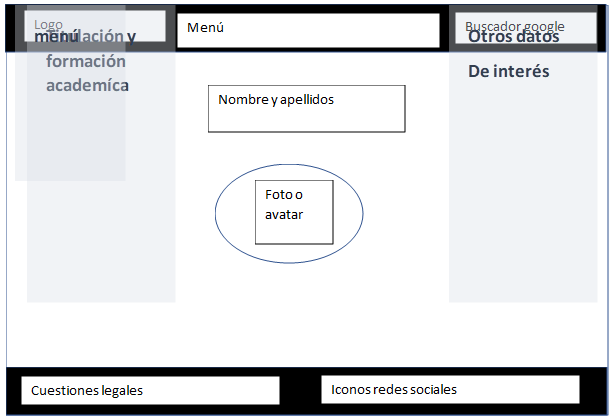 Logo
Menú
Buscador google
menú
Titulación y
formación
academíca
Otros datos
De interés
Nombre y apellidos
Foto o
avatar
Cuestiones legales
Iconos redes sociales